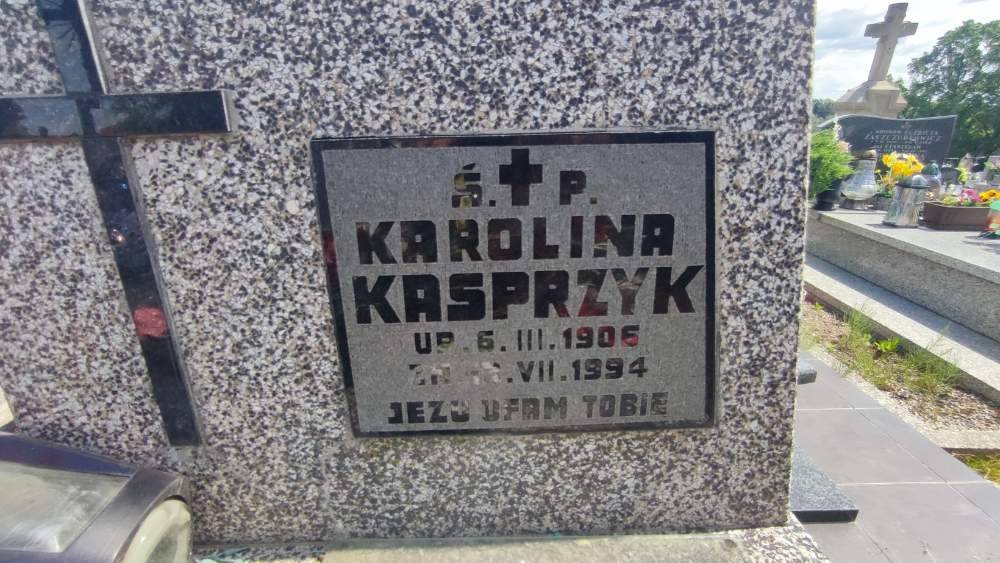 Ś. P.
KAROLINA
KASPRZYK
UR. 6. III. 1906
ZM. VII. 1994
JEZU UFAM TOBIE